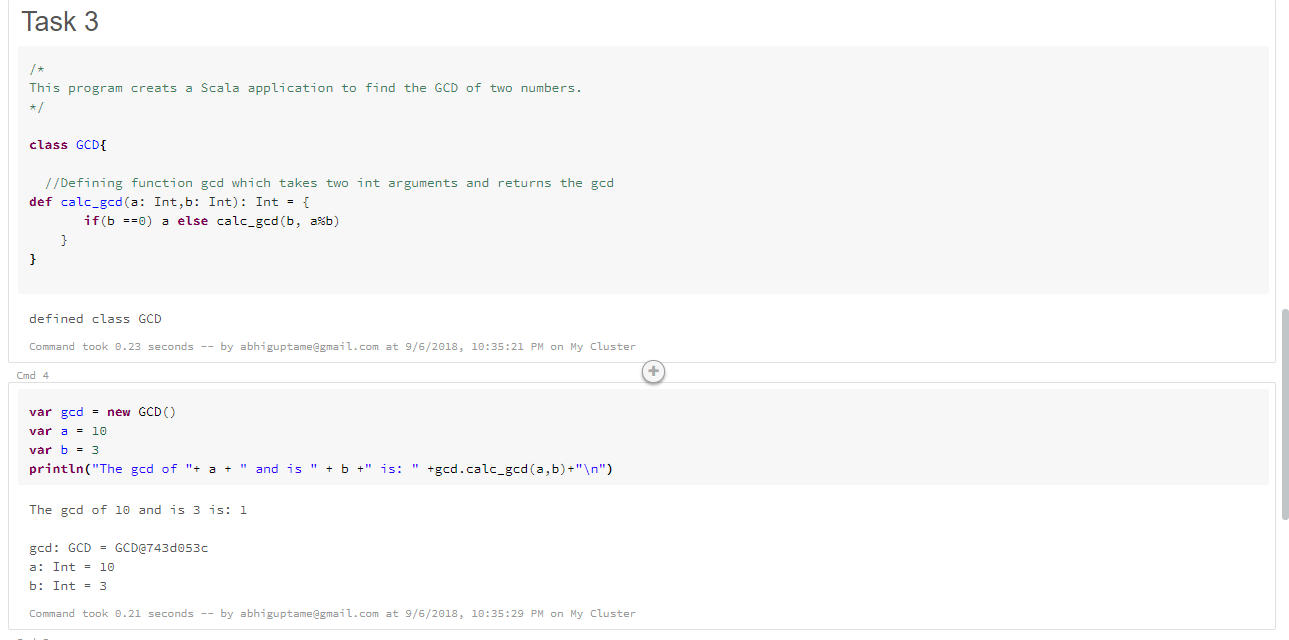 Task 3
/*
This program creats a Scala application to find the GCD of two numbers.
*/
class GCD{
//Defining function gcd which takes two int arguments and returns the gcd
def calc_gcd(a: Int,b: Int): Int = {
if(b ==0) a else calc_gcd(b, a%b)
}
}
defined class GCD
Command took 0.23 seconds -- by abhiguptame@gmail.com at 9/6/2018, 10:35:21 PM on My Cluster
Cmd 4
var gcd = new GCD()
var a = 10
var b = 3
println("The gcd of "+ a + " and is " + b +" is: " +gcd.calc_gcd(a,b)+"\n")
The gcd of 10 and is 3 is: 1
gcd: GCD = GCD@743d053c
a: Int = 10
b: Int = 3
Command took 0.21 seconds -- by abhiguptame@gmail.com at 9/6/2018, 10:35:29 PM on My Cluster